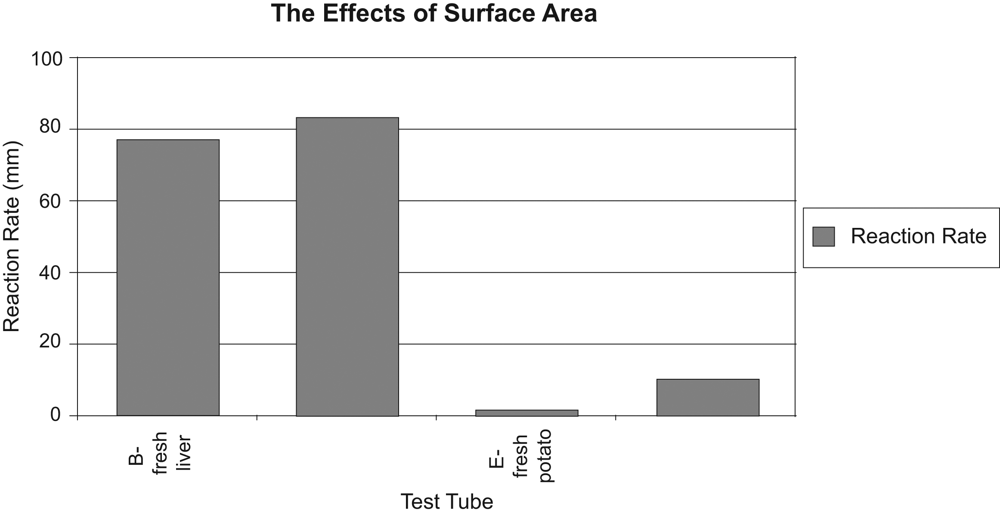 The Effects of Surface Area
Reaction Rate (mm)
100
80
60
40
20
0
B-
fresh
liver
E-
fresh
potato
Test Tube
Reaction Rate